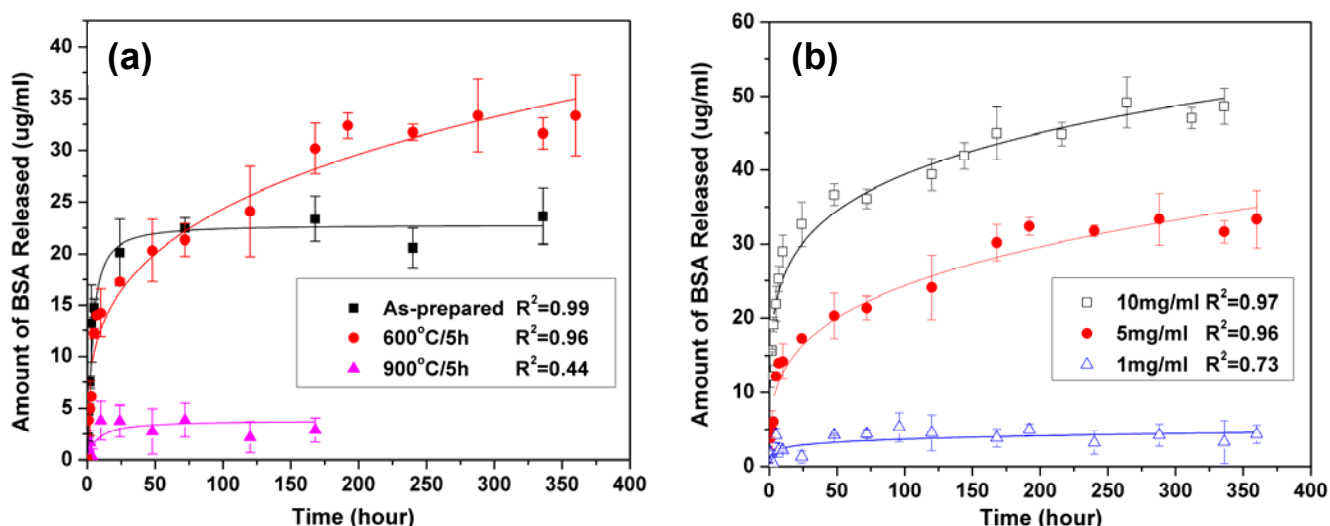 (a)
Amount of BSA Released (ug/ml)
40
35
30
25
20
15
10
5
0
As-prepared R²=0.99
600°C/5h R²=0.96
900°C/5h R²=0.44
0 50 100 150 200 250 300 350 400
Time (hour)
(b)
Amount of BSA Released (ug/ml)
60
50
40
30
20
10
0
10mg/ml R²=0.97
5mg/ml R²=0.96
1mg/ml R²=0.73
0 50 100 150 200 250 300 350 400
Time (hour)